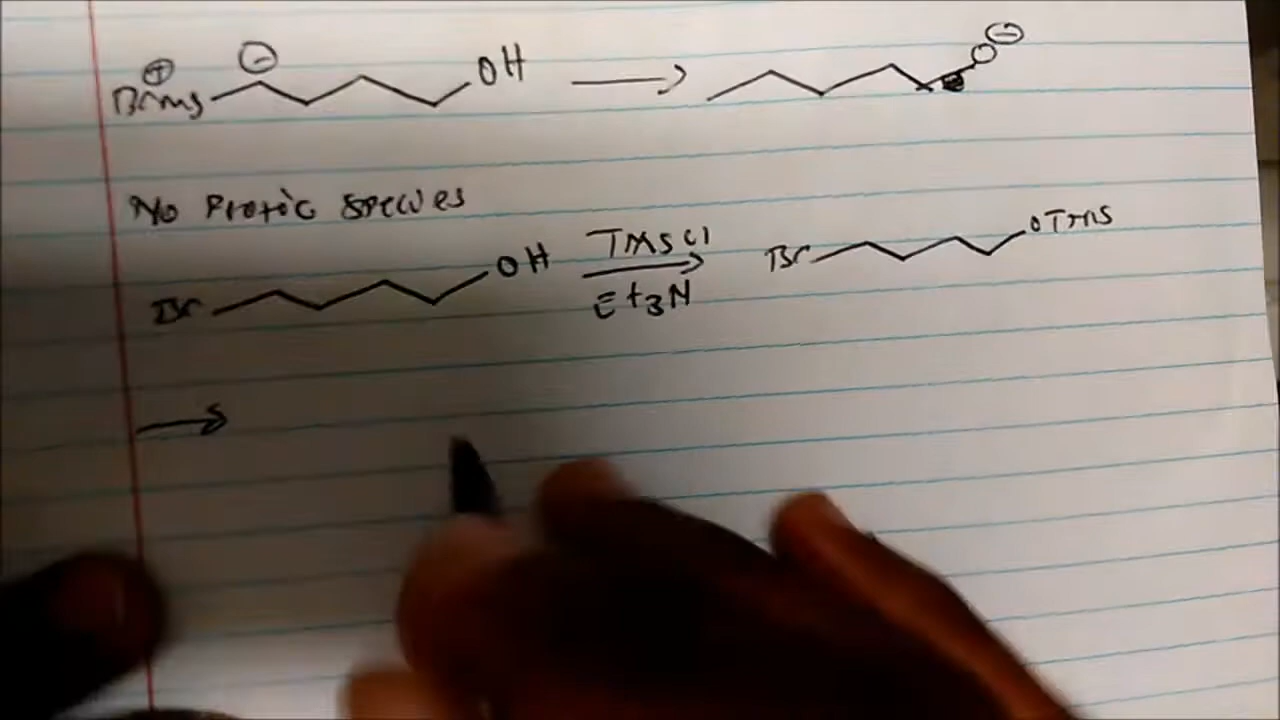 ⊕ ⊖ BrMg OH → O ⊖
No Protic species
Br OH TMSCl Et3N → Br OTMS
→